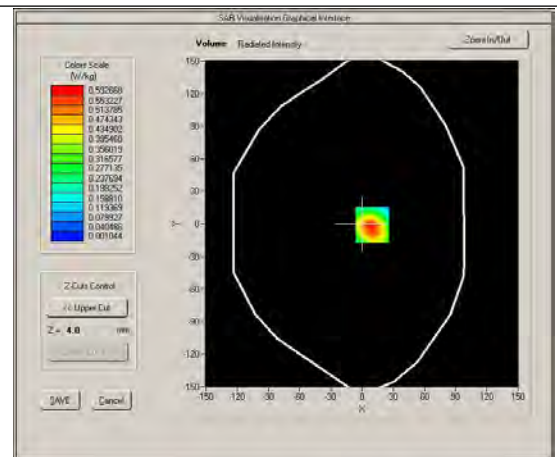 SAR Visualisation Graphical Interface
Volume Radiated Intensity
Zoom In/Out
Colors Scale
(W/kg)
0.592668
0.553227
0.513785
0.474343
0.434902
0.395460
0.356019
0.316577
0.277135
0.237694
0.198252
0.158810
0.119369
0.079927
0.040486
0.001044
Z-Cuts Control
<< Upper Cut
Z = 4.0 mm
SAVE
Cancel
150
120
90
60
30
0
-30
-60
-90
-120
-150
Y
-150 -120 -90 -60 -30 0 30 60 90 120 150
X